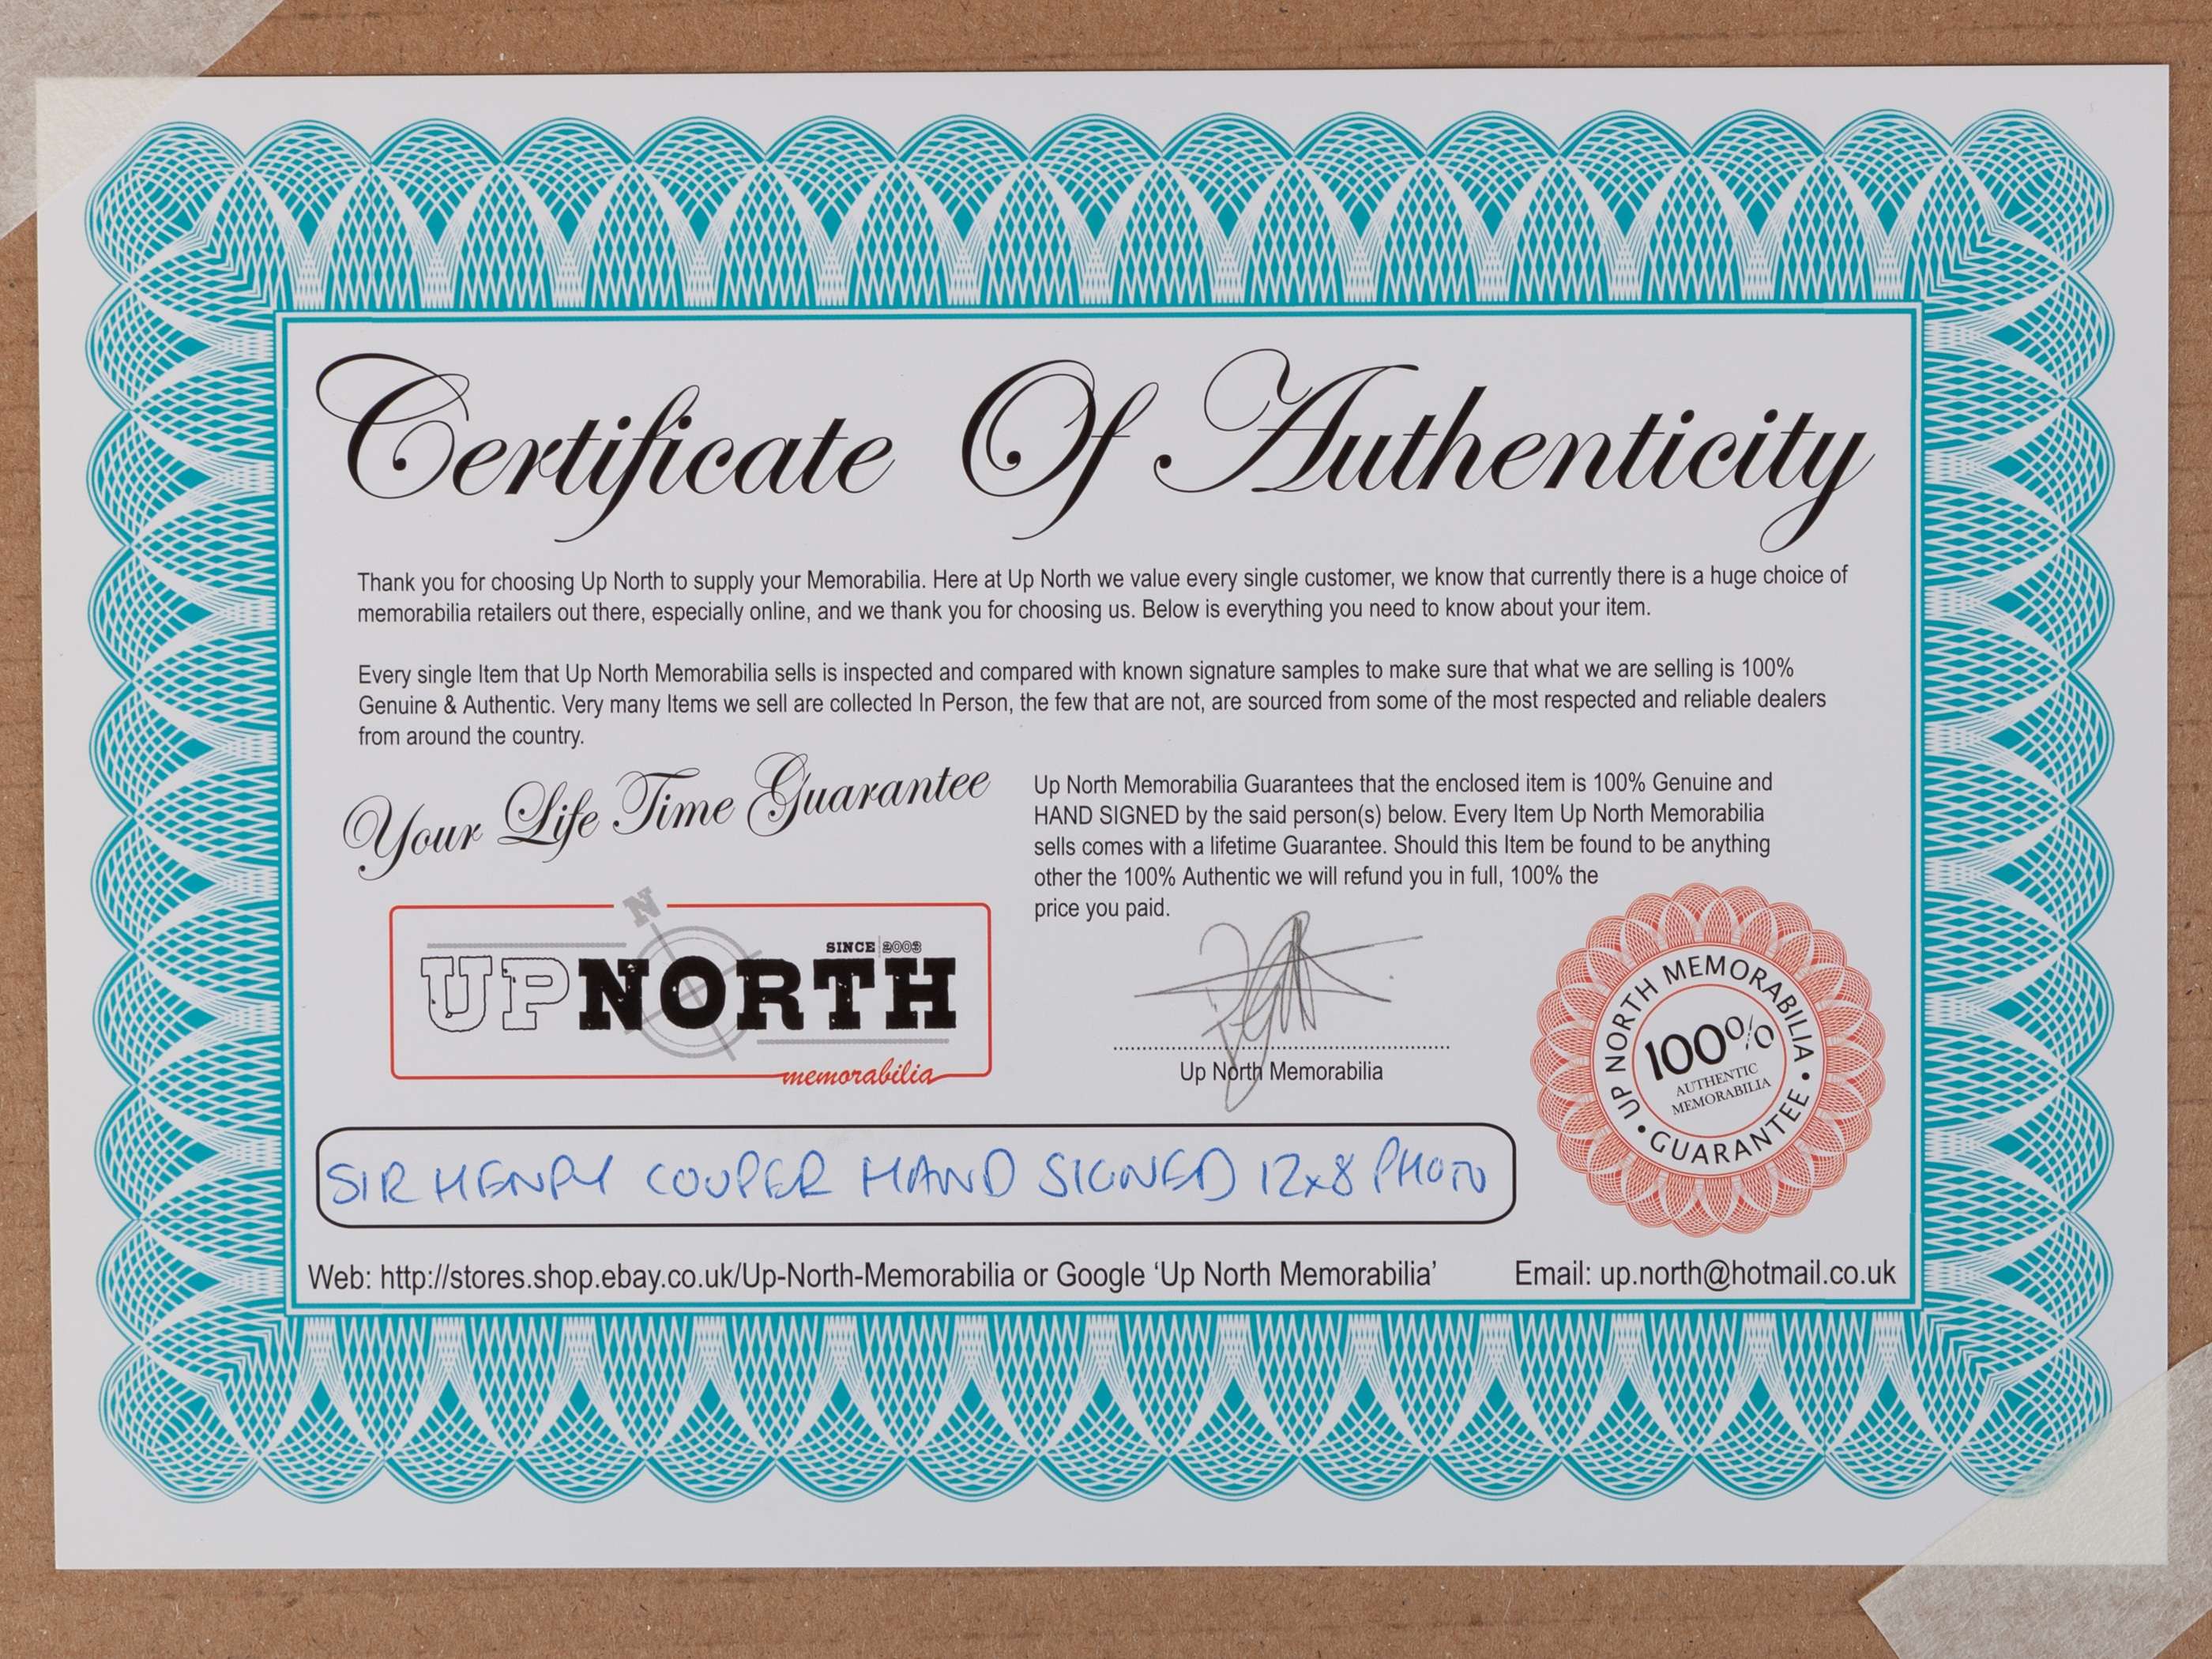 Certificate Of Authenticity
Thank you for choosing Up North to supply your Memorabilia. Here at Up North we value every single customer, we know that currently there is a huge choice of
memorabilia retailers out there, especially online, and we thank you for choosing us. Below is everything you need to know about your item.
Every single Item that Up North Memorabilia sells is inspected and compared with known signature samples to make sure that what we are selling is 100%
Genuine & Authentic. Very many Items we sell are collected In Person, the few that are not, are sourced from some of the most respected and reliable dealers
from around the country.
Your Life Time Guarantee
Up North Memorabilia Guarantees that the enclosed item is 100% Genuine and
HAND SIGNED by the said person(s) below. Every Item Up North Memorabilia
sells comes with a lifetime Guarantee. Should this Item be found to be anything
other the 100% Authentic we will refund you in full, 100% the
price you paid.
N
SINCE 2003
UPNORTH
memorabilia
Up North Memorabilia
UP NORTH MEMORABILIA • GUARANTEE •
100%
AUTHENTIC
MEMORABILIA
SIR HENRY COUPER HAND SIGNED 12x8 PHOTO
Web: http://stores.shop.ebay.co.uk/Up-North-Memorabilia or Google ‘Up North Memorabilia’
Email: up.north@hotmail.co.uk